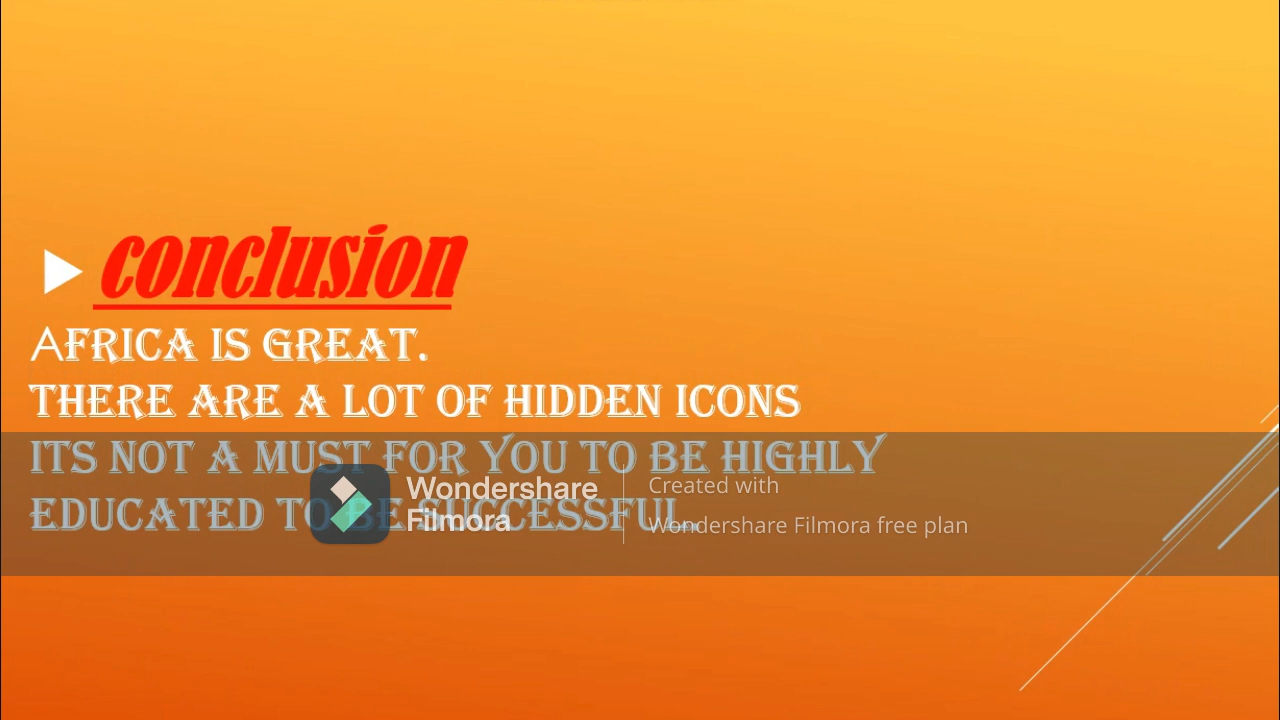 conclusion
AFRICA IS GREAT.
THERE ARE A LOT OF HIDDEN ICONS
ITS NOT A MUST FOR YOU TO BE HIGHLY
EDUCATED TO BE SUCCESSFUL.
Wondershare
Filmora
Created with
Wondershare Filmora free plan